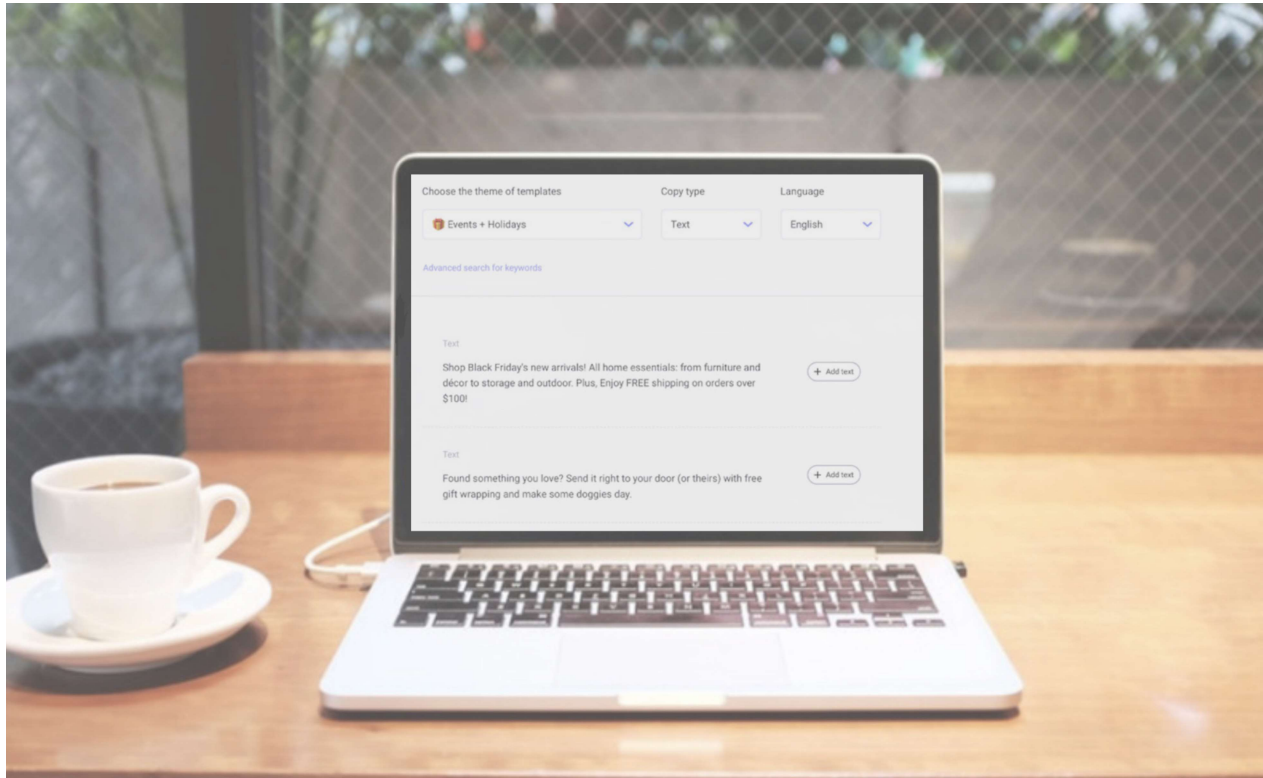 Choose the theme of templates
Copy type
Language
Events + Holidays
Text
English
Advanced search for keywords
Text
Shop Black Friday's new arrivals! All home essentials: from furniture and
décor to storage and outdoor. Plus, Enjoy FREE shipping on orders over
$100!
+ Add text
Text
Found something you love? Send it right to your door (or theirs) with free
gift wrapping and make some doggies day.
+ Add text